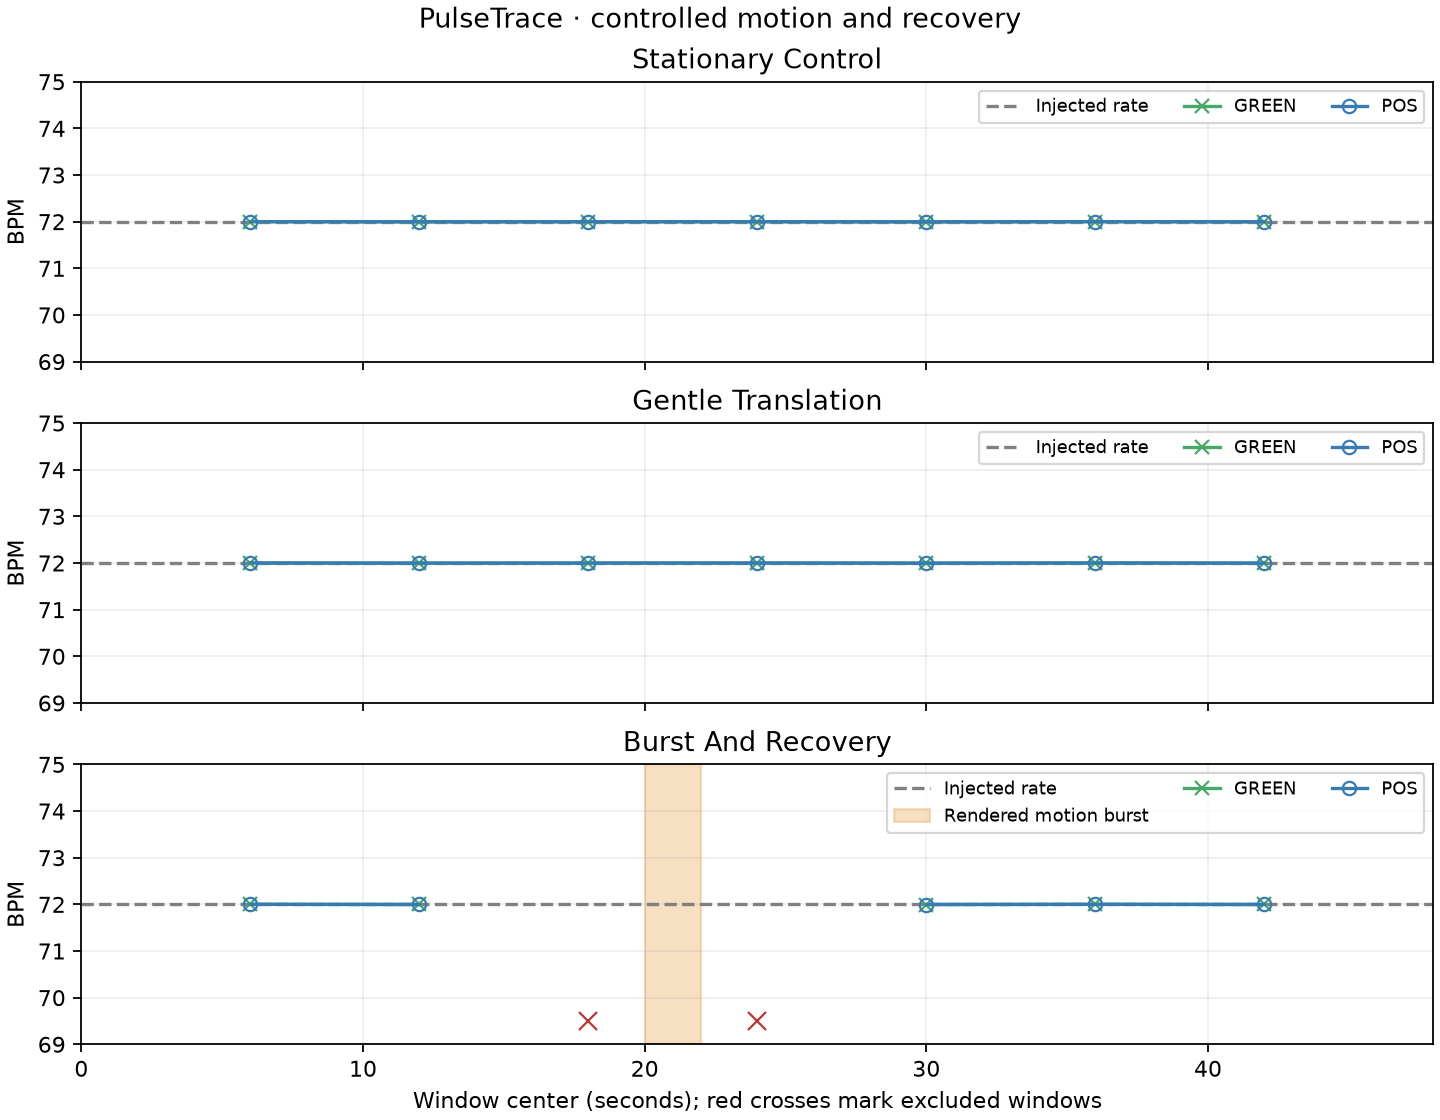 PulseTrace · controlled motion and recovery
Stationary Control
75
74
73
72
71
70
69
BPM
Injected rate GREEN POS
Gentle Translation
75
74
73
72
71
70
69
BPM
Injected rate GREEN POS
Burst And Recovery
75
74
73
72
71
70
69
BPM
Injected rate GREEN POS
Rendered motion burst
0 10 20 30 40
Window center (seconds); red crosses mark excluded windows